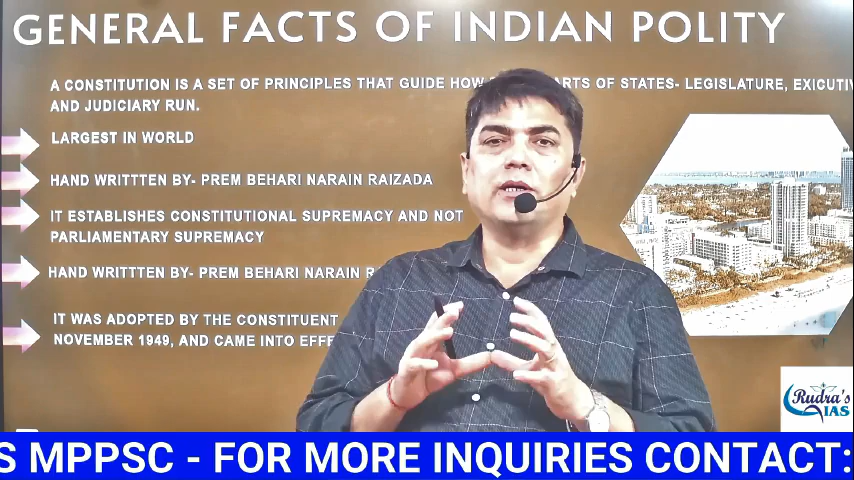 GENERAL FACTS OF INDIAN POLITY
A CONSTITUTION IS A SET OF PRINCIPLES THAT GUIDE HOW ARTS OF STATES- LEGISLATURE, EXICUTIV
AND JUDICIARY RUN.
LARGEST IN WORLD
HAND WRITTTEN BY- PREM BEHARI NARAIN RAIZADA
IT ESTABLISHES CONSTITUTIONAL SUPREMACY AND NOT
PARLIAMENTARY SUPREMACY
HAND WRITTTEN BY- PREM BEHARI NARAIN R
IT WAS ADOPTED BY THE CONSTITUENT
NOVEMBER 1949, AND CAME INTO EFFE
Rudra's
IAS
S MPPSC - FOR MORE INQUIRIES CONTACT: